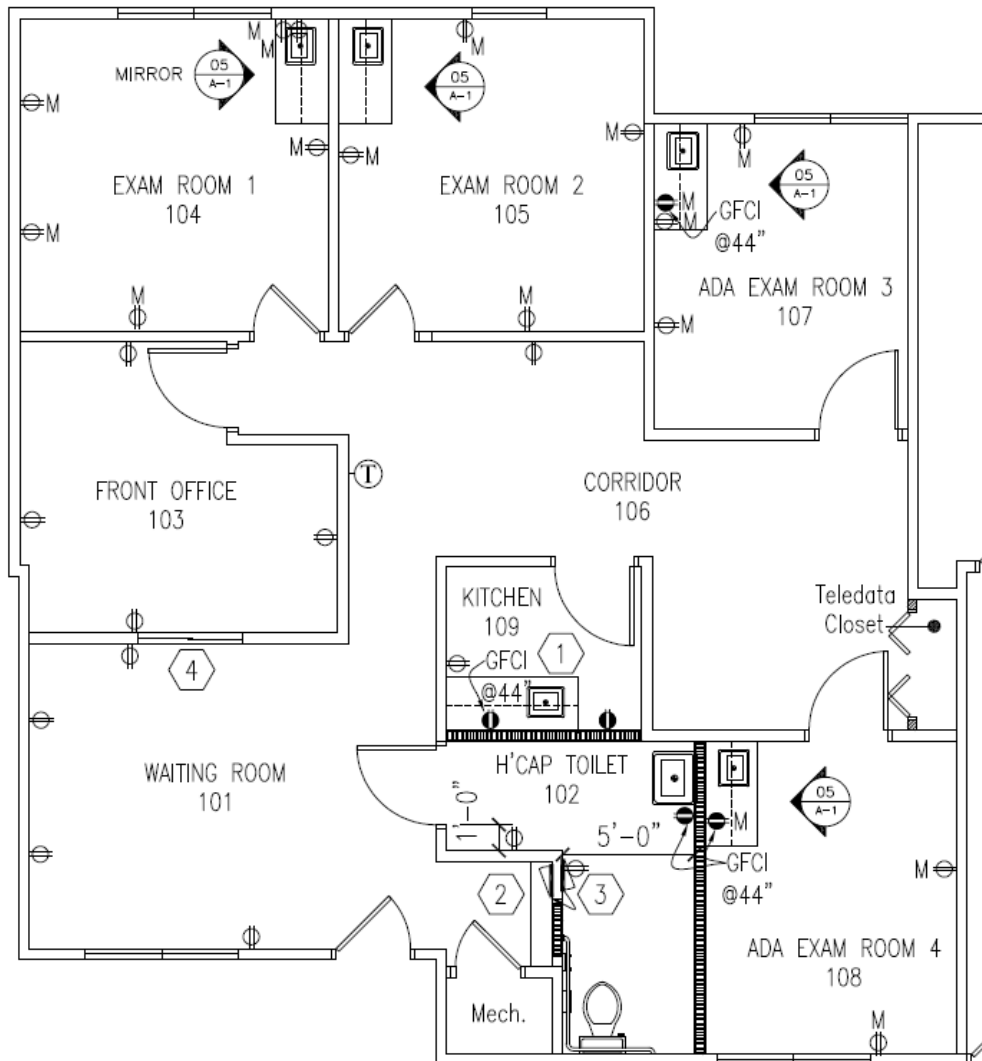 M
M
M
MIRROR
05
A-1
05
A-1
M
M
M
M
M
05
A-1
EXAM ROOM 1
104
EXAM ROOM 2
105
M
M
GFCI
@44"
M
M
M
ADA EXAM ROOM 3
107
M
FRONT OFFICE
103
T
CORRIDOR
106
KITCHEN
109
1
GFCI
@44"
Teledata
Closet
4
WAITING ROOM
101
H'CAP TOILET
102
05
A-1
1'-0"
5'-0"
M
GFCI
@44"
M
2
3
ADA EXAM ROOM 4
108
Mech.
M